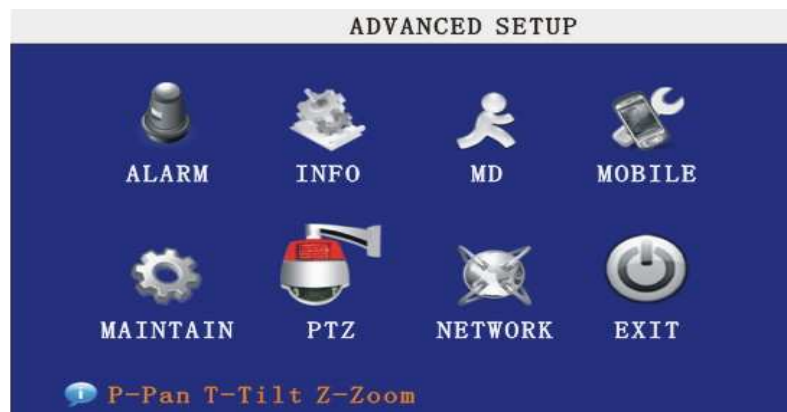 ADVANCED SETUP
ALARM INFO MD MOBILE
MAINTAIN PTZ NETWORK EXIT
P-Pan T-Tilt Z-Zoom